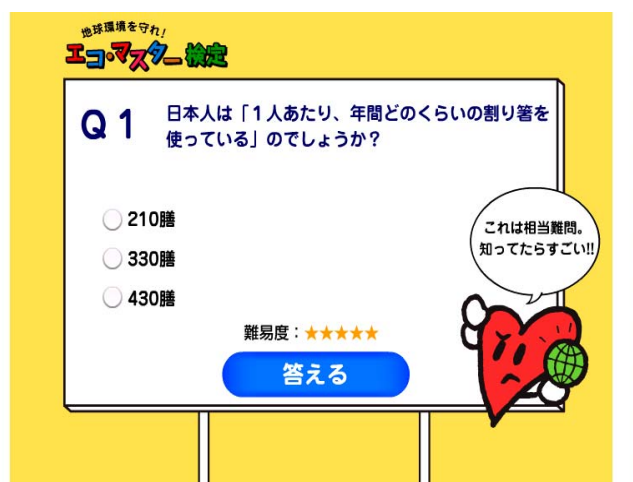 地球環境を守れ!
エコ・マスター検定
Q1
日本人は「1人あたり、年間どのくらいの割り箸を
使っている」のでしょうか?
210膳
330膳
430膳
これは相当難問。
知ってたらすごい!!
難易度:★★★★★
答える